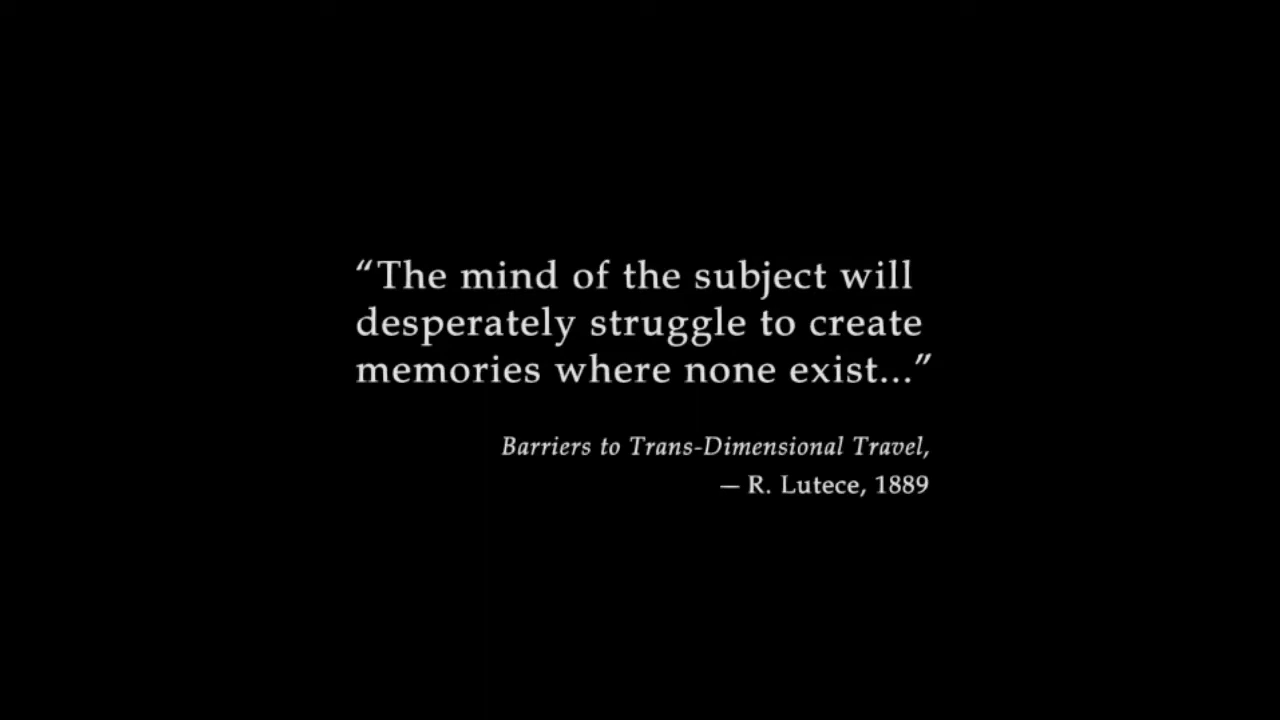 “The mind of the subject will
desperately struggle to create
memories where none exist...”
Barriers to Trans-Dimensional Travel,
— R. Lutece, 1889